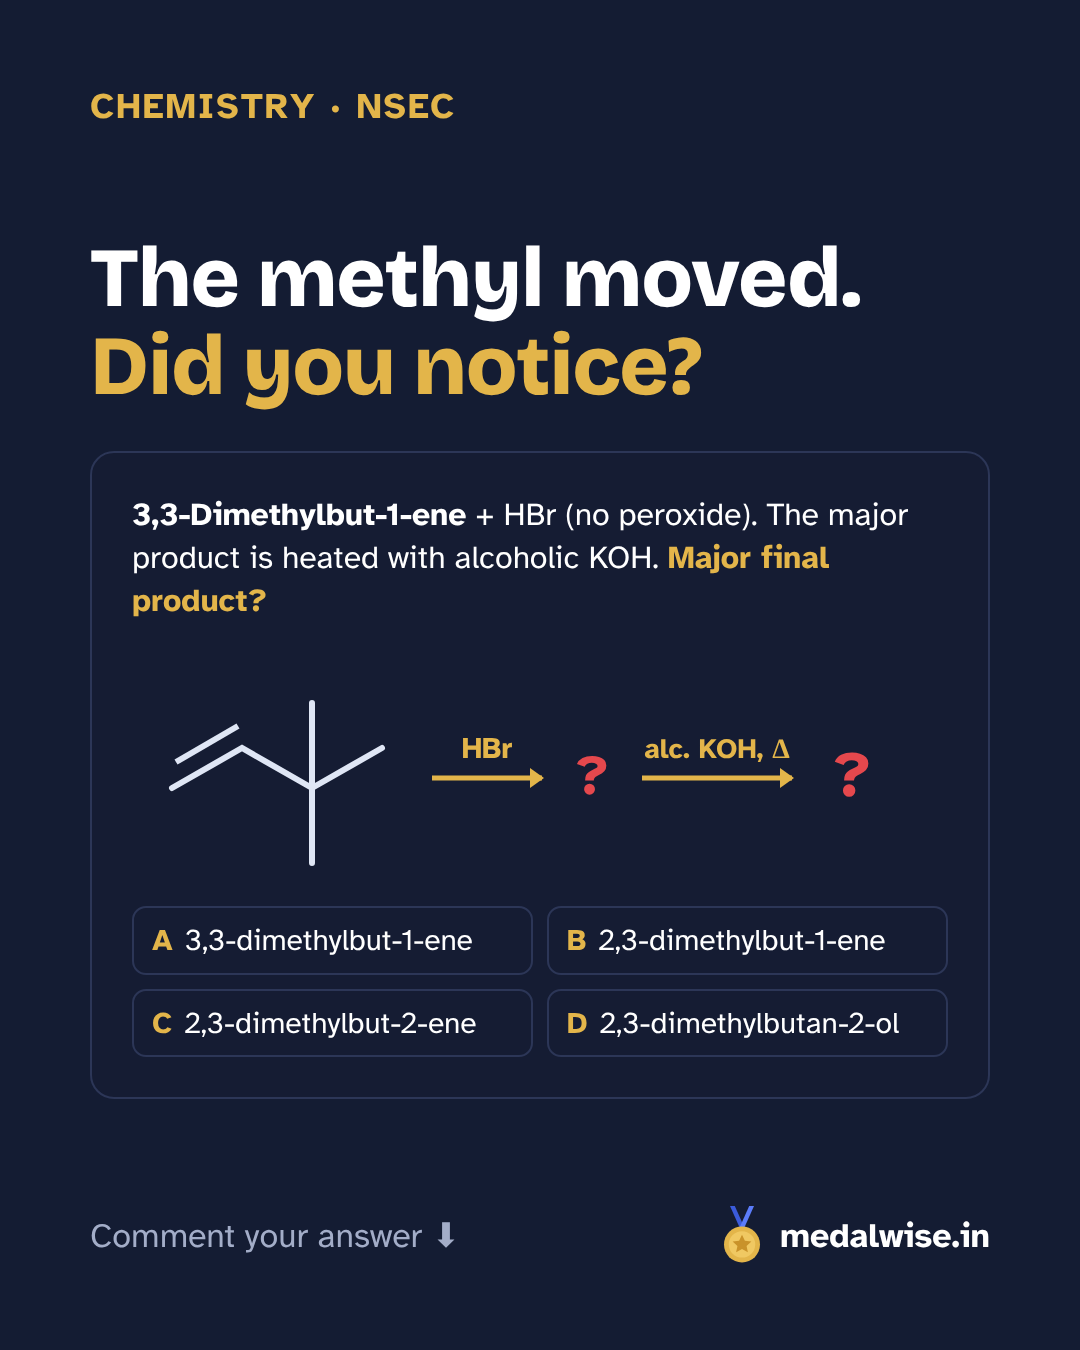 CHEMISTRY · NSEC
The methyl moved.
Did you notice?
3,3-Dimethylbut-1-ene + HBr (no peroxide). The major
product is heated with alcoholic KOH. Major final
product?
HBr
?
alc. KOH, Δ
?
A 3,3-dimethylbut-1-ene
B 2,3-dimethylbut-1-ene
C 2,3-dimethylbut-2-ene
D 2,3-dimethylbutan-2-ol
Comment your answer ⬇
medalwise.in